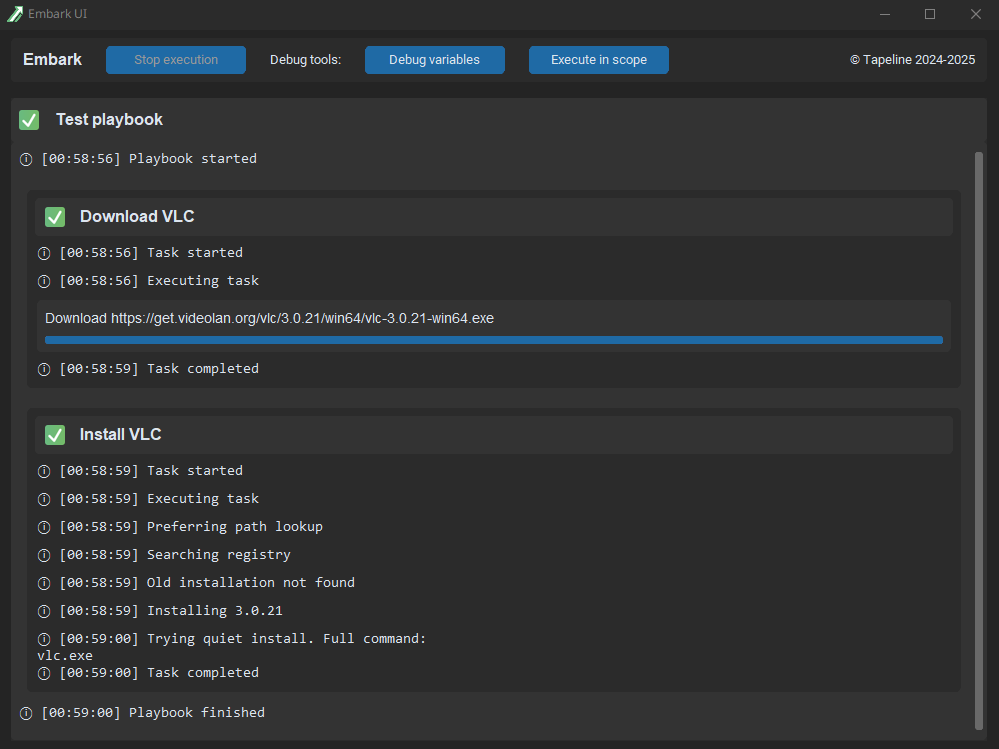 Embark UI
Embark Stop execution Debug tools: Debug variables Execute in scope © Tapeline 2024-2025
Test playbook
[00:58:56] Playbook started
Download VLC
[00:58:56] Task started
[00:58:56] Executing task
Download https://get.videolan.org/vlc/3.0.21/win64/vlc-3.0.21-win64.exe
[00:58:59] Task completed
Install VLC
[00:58:59] Task started
[00:58:59] Executing task
[00:58:59] Preferring path lookup
[00:58:59] Searching registry
[00:58:59] Old installation not found
[00:58:59] Installing 3.0.21
[00:59:00] Trying quiet install. Full command:
vlc.exe
[00:59:00] Task completed
[00:59:00] Playbook finished